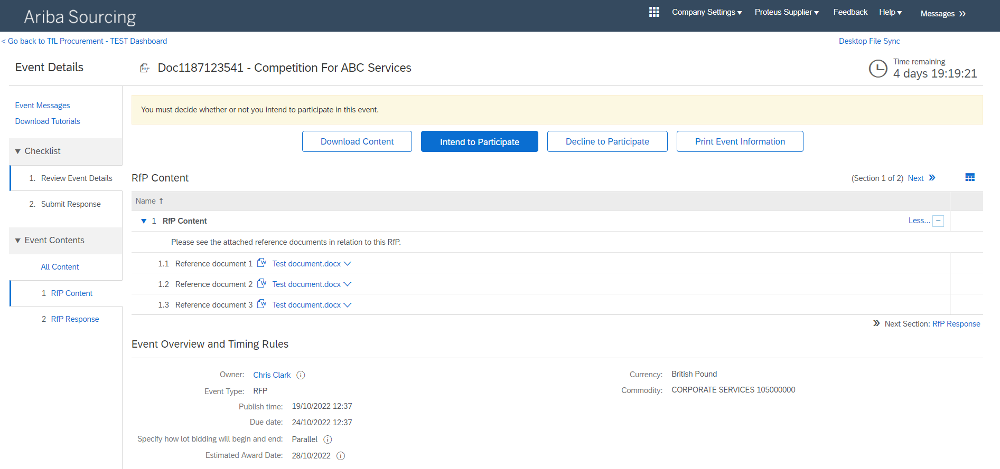 Ariba Sourcing
Company Settings
Proteus Supplier
Feedback
Help
Messages
< Go back to TfL Procurement - TEST Dashboard
Desktop File Sync
Event Details
RFP
Doc1187123541 - Competition For ABC Services
Time remaining
4 days 19:19:21
Event Messages
Download Tutorials
Checklist
1. Review Event Details
2. Submit Response
Event Contents
All Content
1 RfP Content
2 RfP Response
You must decide whether or not you intend to participate in this event.
Download Content
Intend to Participate
Decline to Participate
Print Event Information
RfP Content
(Section 1 of 2) Next »
Name ↑
1 RfP Content
Less... −
Please see the attached reference documents in relation to this RfP.
1.1 Reference document 1 W Test document.docx
1.2 Reference document 2 W Test document.docx
1.3 Reference document 3 W Test document.docx
» Next Section: RfP Response
Event Overview and Timing Rules
Owner: Chris Clark i
Event Type: RFP
Publish time: 19/10/2022 12:37
Due date: 24/10/2022 12:37
Specify how lot bidding will begin and end: Parallel i
Estimated Award Date: 28/10/2022 i
Currency: British Pound
Commodity: CORPORATE SERVICES 105000000